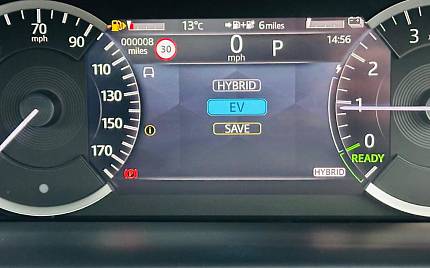 13°C 6 miles
000008 miles 30 0 mph P 14:56
70 mph
90
110
130
150
170
HYBRID
EV
SAVE
HYBRID
3
2
1
0
READY